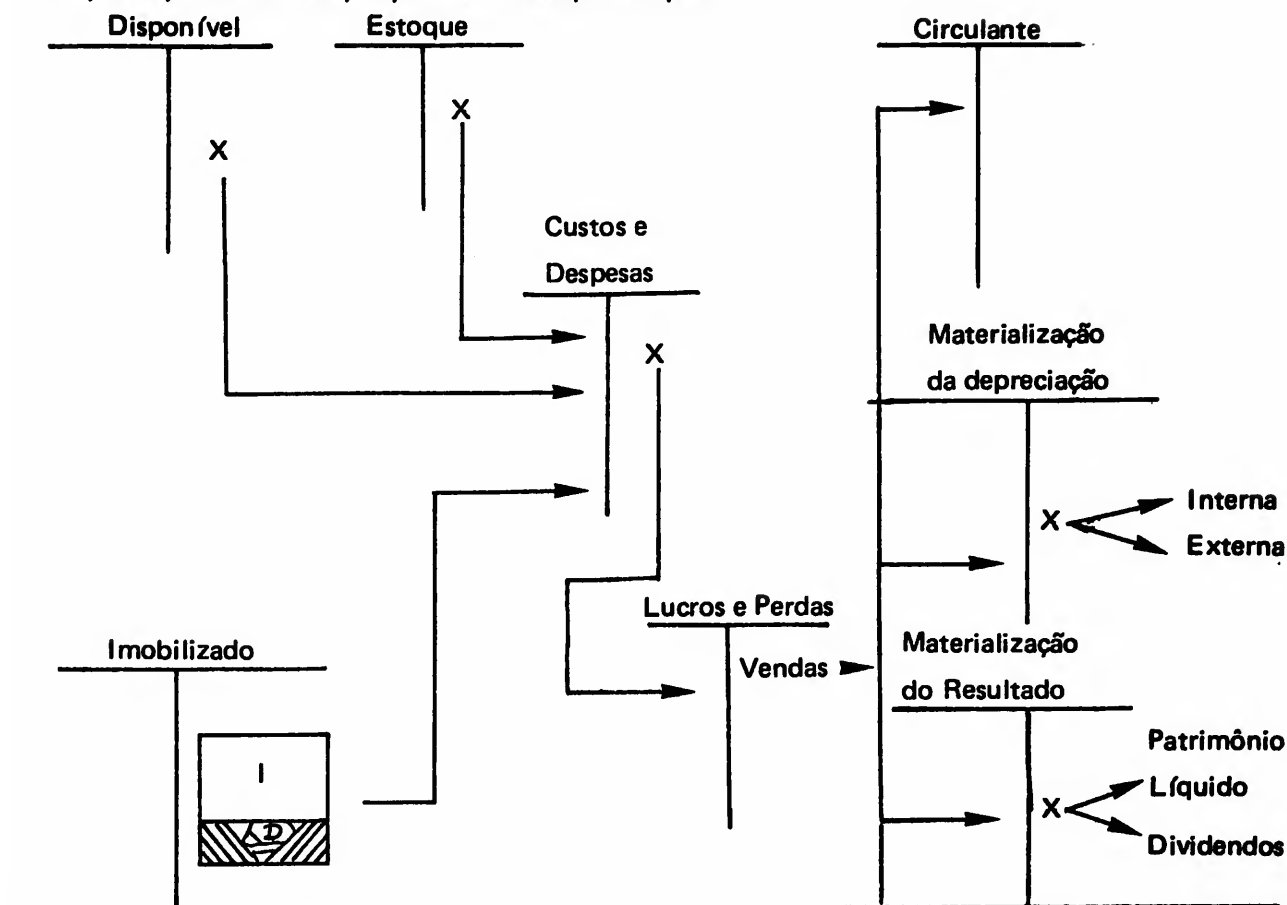 Disponível
Estoque
Circulante
X
X
Custos e
Despesas
X
Materialização
da depreciação
X
Interna
Externa
Lucros e Perdas
Vendas
Imobilizado
I
D
Materialização
do Resultado
X
Patrimônio
Líquido
Dividendos